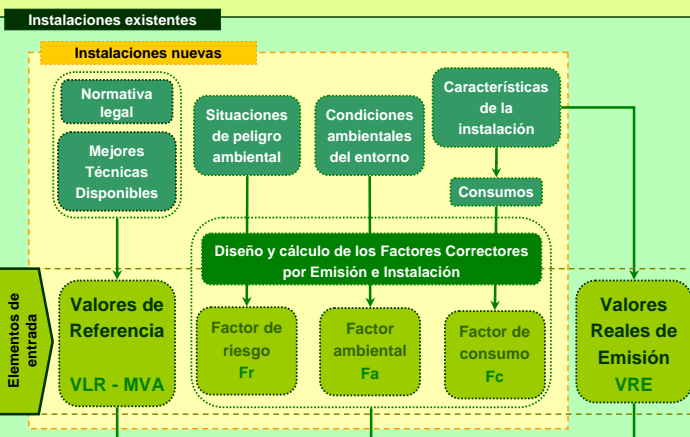 Instalaciones existentes
Instalaciones nuevas
Normativa
legal
Mejores
Técnicas
Disponibles
Situaciones
de peligro
ambiental
Condiciones
ambientales
del entorno
Características
de la
instalación
Consumos
Diseño y cálculo de los Factores Correctores
por Emisión e Instalación
Elementos de
entrada
Valores de
Referencia
VLR - MVA
Factor de
riesgo
Fr
Factor
ambiental
Fa
Factor de
consumo
Fc
Valores
Reales de
Emisión
VRE